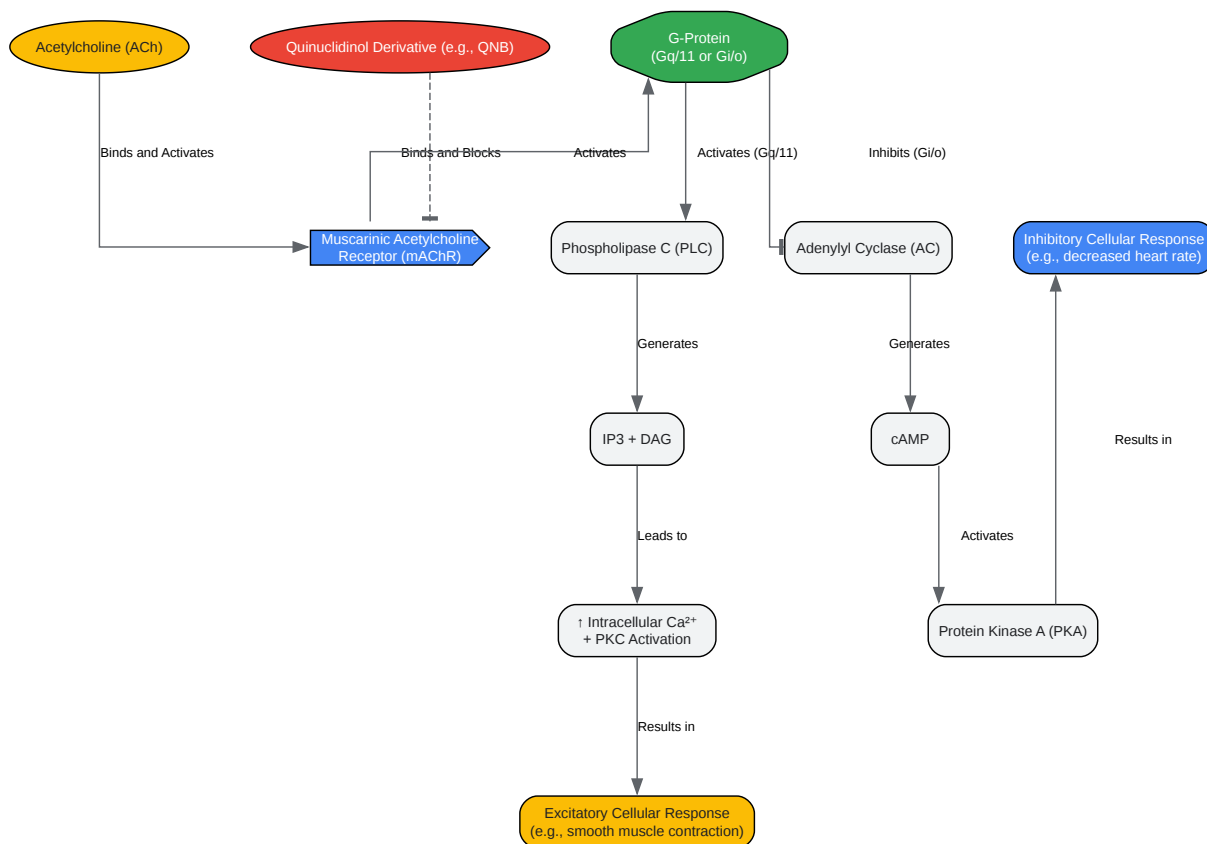 Acetylcholine (ACh)
Quinuclidinol Derivative (e.g., QNB)
G-Protein
(Gq/11 or Gi/o)
Binds and Activates
Binds and Blocks
Activates
Activates (Gq/11)
Inhibits (Gi/o)
Muscarinic Acetylcholine
Receptor (mAChR)
Phospholipase C (PLC)
Adenylyl Cyclase (AC)
Inhibitory Cellular Response
(e.g., decreased heart rate)
Generates
Generates
IP3 + DAG
cAMP
Results in
Leads to
Activates
↑ Intracellular Ca²⁺
+ PKC Activation
Protein Kinase A (PKA)
Results in
Excitatory Cellular Response
(e.g., smooth muscle contraction)